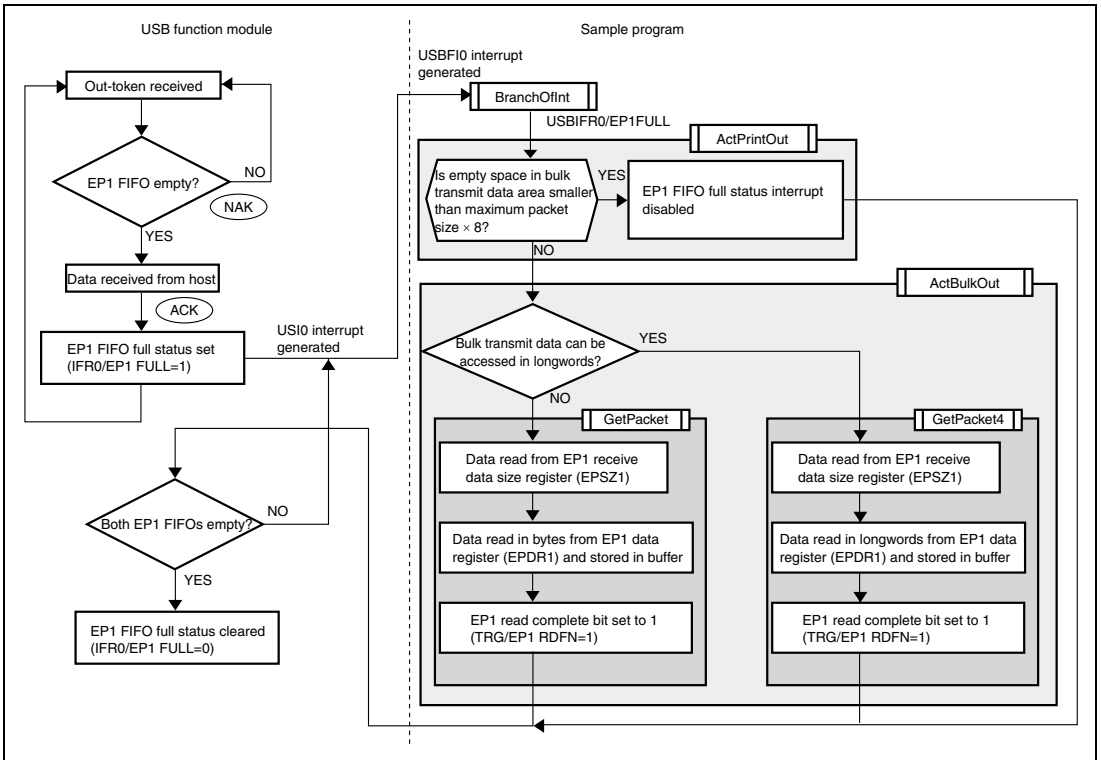 USB function module
Sample program
Out-token received
EP1 FIFO empty?
NO
NAK
YES
Data received from host
ACK
EP1 FIFO full status set
(IFR0/EP1 FULL=1)
USI0 interrupt
generated
Both EP1 FIFOs empty?
NO
YES
EP1 FIFO full status cleared
(IFR0/EP1 FULL=0)
USBFI0 interrupt
generated
BranchOfInt
USBIFR0/EP1FULL
ActPrintOut
Is empty space in bulk
transmit data area smaller
than maximum packet
size × 8?
YES
EP1 FIFO full status interrupt
disabled
NO
ActBulkOut
Bulk transmit data can be
accessed in longwords?
YES
NO
GetPacket
Data read from EP1 receive
data size register (EPSZ1)
Data read in bytes from EP1 data
register (EPDR1) and stored in buffer
EP1 read complete bit set to 1
(TRG/EP1 RDFN=1)
GetPacket4
Data read from EP1 receive
data size register (EPSZ1)
Data read in longwords from EP1 data
register (EPDR1) and stored in buffer
EP1 read complete bit set to 1
(TRG/EP1 RDFN=1)